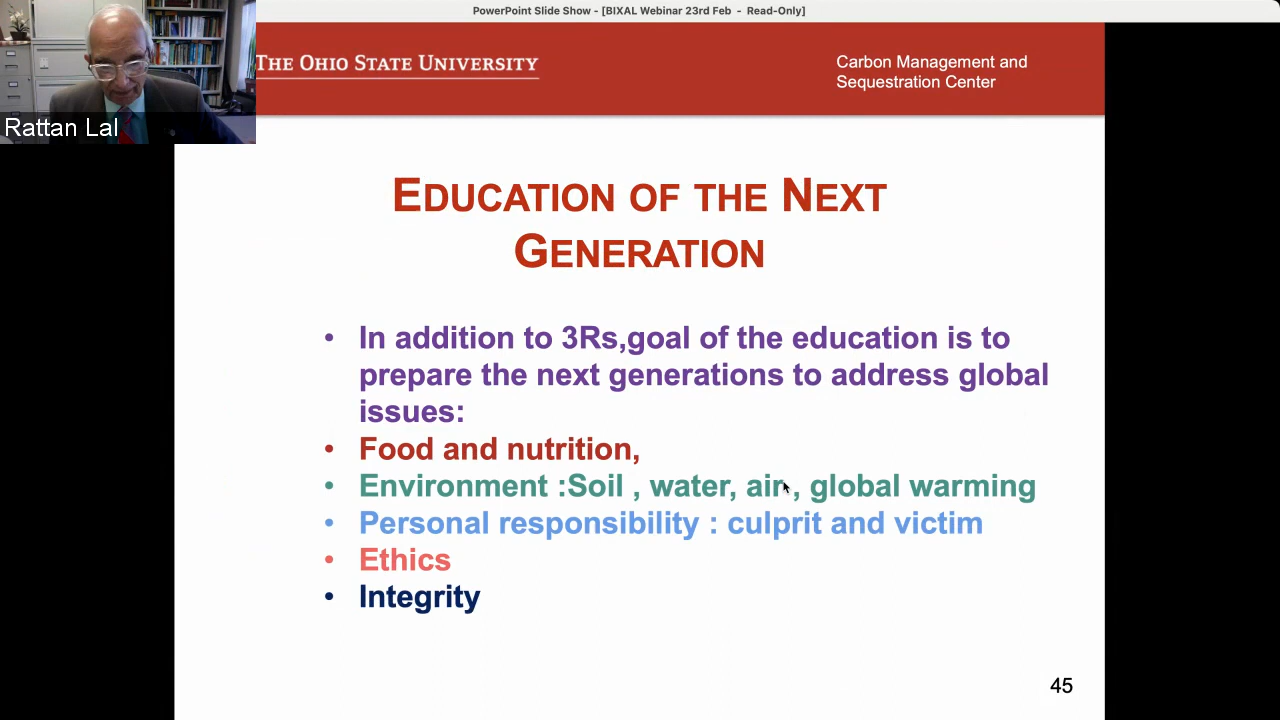 PowerPoint Slide Show - [BIXAL Webinar 23rd Feb - Read-Only]
THE OHIO STATE UNIVERSITY
Carbon Management and
Sequestration Center
Rattan Lal
EDUCATION OF THE NEXT
GENERATION
• In addition to 3Rs,goal of the education is to
prepare the next generations to address global
issues:
• Food and nutrition,
• Environment :Soil , water, air , global warming
• Personal responsibility : culprit and victim
• Ethics
• Integrity
45